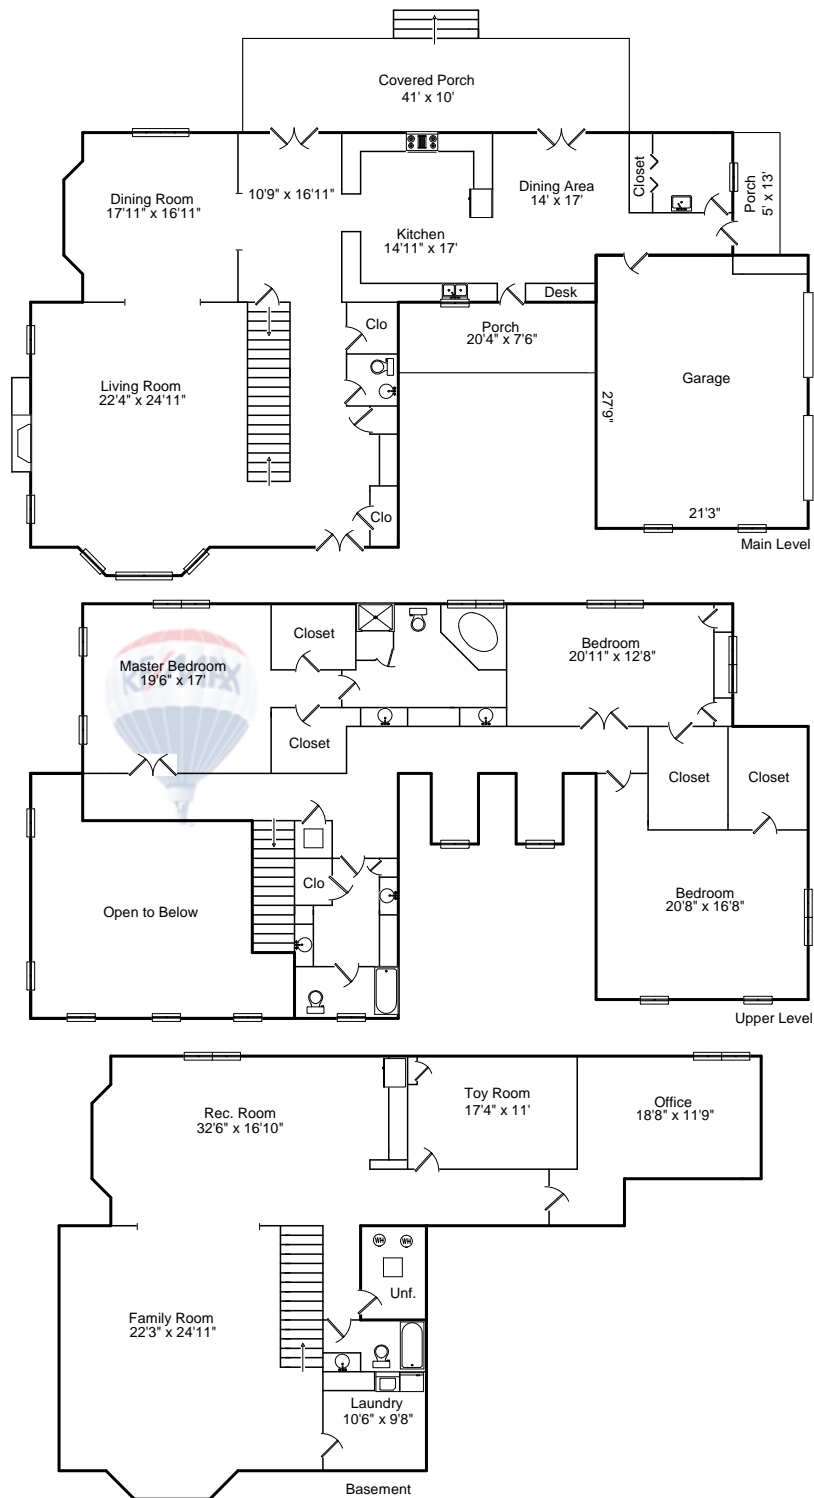 Covered Porch
41' x 10'
Dining Room
17'11" x 16'11"
10'9" x 16'11"
Kitchen
14'11" x 17'
Dining Area
14' x 17'
Closet
Porch
5' x 13'
Desk
Clo
Porch
20'4" x 7'6"
Living Room
22'4" x 24'11"
Garage
27'9"
21'3"
Clo
Main Level
Closet
Master Bedroom
19'6" x 17'
RE/MAX
Bedroom
20'11" x 12'8"
Closet
Closet
Closet
Clo
Open to Below
Bedroom
20'8" x 16'8"
Upper Level
Rec. Room
32'6" x 16'10"
Toy Room
17'4" x 11'
Office
18'8" x 11'9"
WH
WH
Unf.
Family Room
22'3" x 24'11"
Laundry
10'6" x 9'8"
Basement